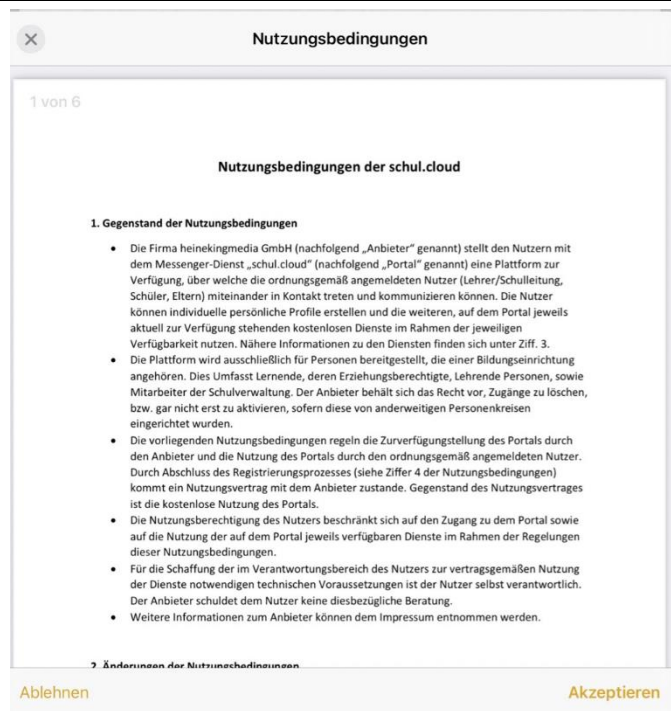 Nutzungsbedingungen
1 von 6
Nutzungsbedingungen der schul.cloud
1. Gegenstand der Nutzungsbedingungen
• Die Firma heinekingmedia GmbH (nachfolgend „Anbieter“ genannt) stellt den Nutzern mit
dem Messenger-Dienst „schul.cloud“ (nachfolgend „Portal“ genannt) eine Plattform zur
Verfügung, über welche die ordnungsgemäß angemeldeten Nutzer (Lehrer/Schulleitung,
Schüler, Eltern) miteinander in Kontakt treten und kommunizieren können. Die Nutzer
können individuelle persönliche Profile erstellen und die weiteren, auf dem Portal jeweils
aktuell zur Verfügung stehenden kostenlosen Dienste im Rahmen der jeweiligen
Verfügbarkeit nutzen. Nähere Informationen zu den Diensten finden sich unter Ziff. 3.
• Die Plattform wird ausschließlich für Personen bereitgestellt, die einer Bildungseinrichtung
angehören. Dies Umfasst Lernende, deren Erziehungsberechtigte, Lehrende Personen, sowie
Mitarbeiter der Schulverwaltung. Der Anbieter behält sich das Recht vor, Zugänge zu löschen,
bzw. gar nicht erst zu aktivieren, sofern diese von anderweitigen Personenkreisen
eingerichtet wurden.
• Die vorliegenden Nutzungsbedingungen regeln die Zurverfügungstellung des Portals durch
den Anbieter und die Nutzung des Portals durch den ordnungsgemäß angemeldeten Nutzer.
Durch Abschluss des Registrierungsprozesses (siehe Ziffer 4 der Nutzungsbedingungen)
kommt ein Nutzungsvertrag mit dem Anbieter zustande. Gegenstand des Nutzungsvertrages
ist die kostenlose Nutzung des Portals.
• Die Nutzungsberechtigung des Nutzers beschränkt sich auf den Zugang zu dem Portal sowie
auf die Nutzung der auf dem Portal jeweils verfügbaren Dienste im Rahmen der Regelungen
dieser Nutzungsbedingungen.
• Für die Schaffung der im Verantwortungsbereich des Nutzers zur vertragsgemäßen Nutzung
der Dienste notwendigen technischen Voraussetzungen ist der Nutzer selbst verantwortlich.
Der Anbieter schuldet dem Nutzer keine diesbezügliche Beratung.
• Weitere Informationen zum Anbieter können dem Impressum entnommen werden.
2. Änderungen der Nutzungsbedingungen
Ablehnen
Akzeptieren